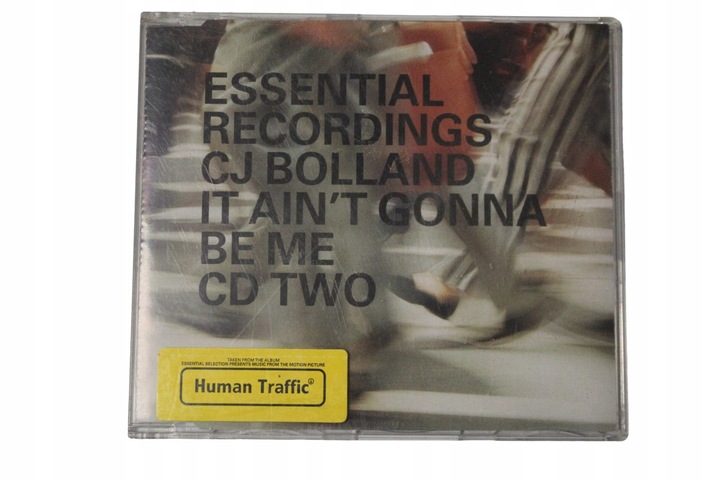 ESSENTIAL
RECORDINGS
CJ BOLLAND
IT AIN'T GONNA
BE ME
CD TWO
TAKEN FROM THE ALBUM
ESSENTIAL SELECTION PRESENTS MUSIC FROM THE MOTION PICTURE
Human Traffic